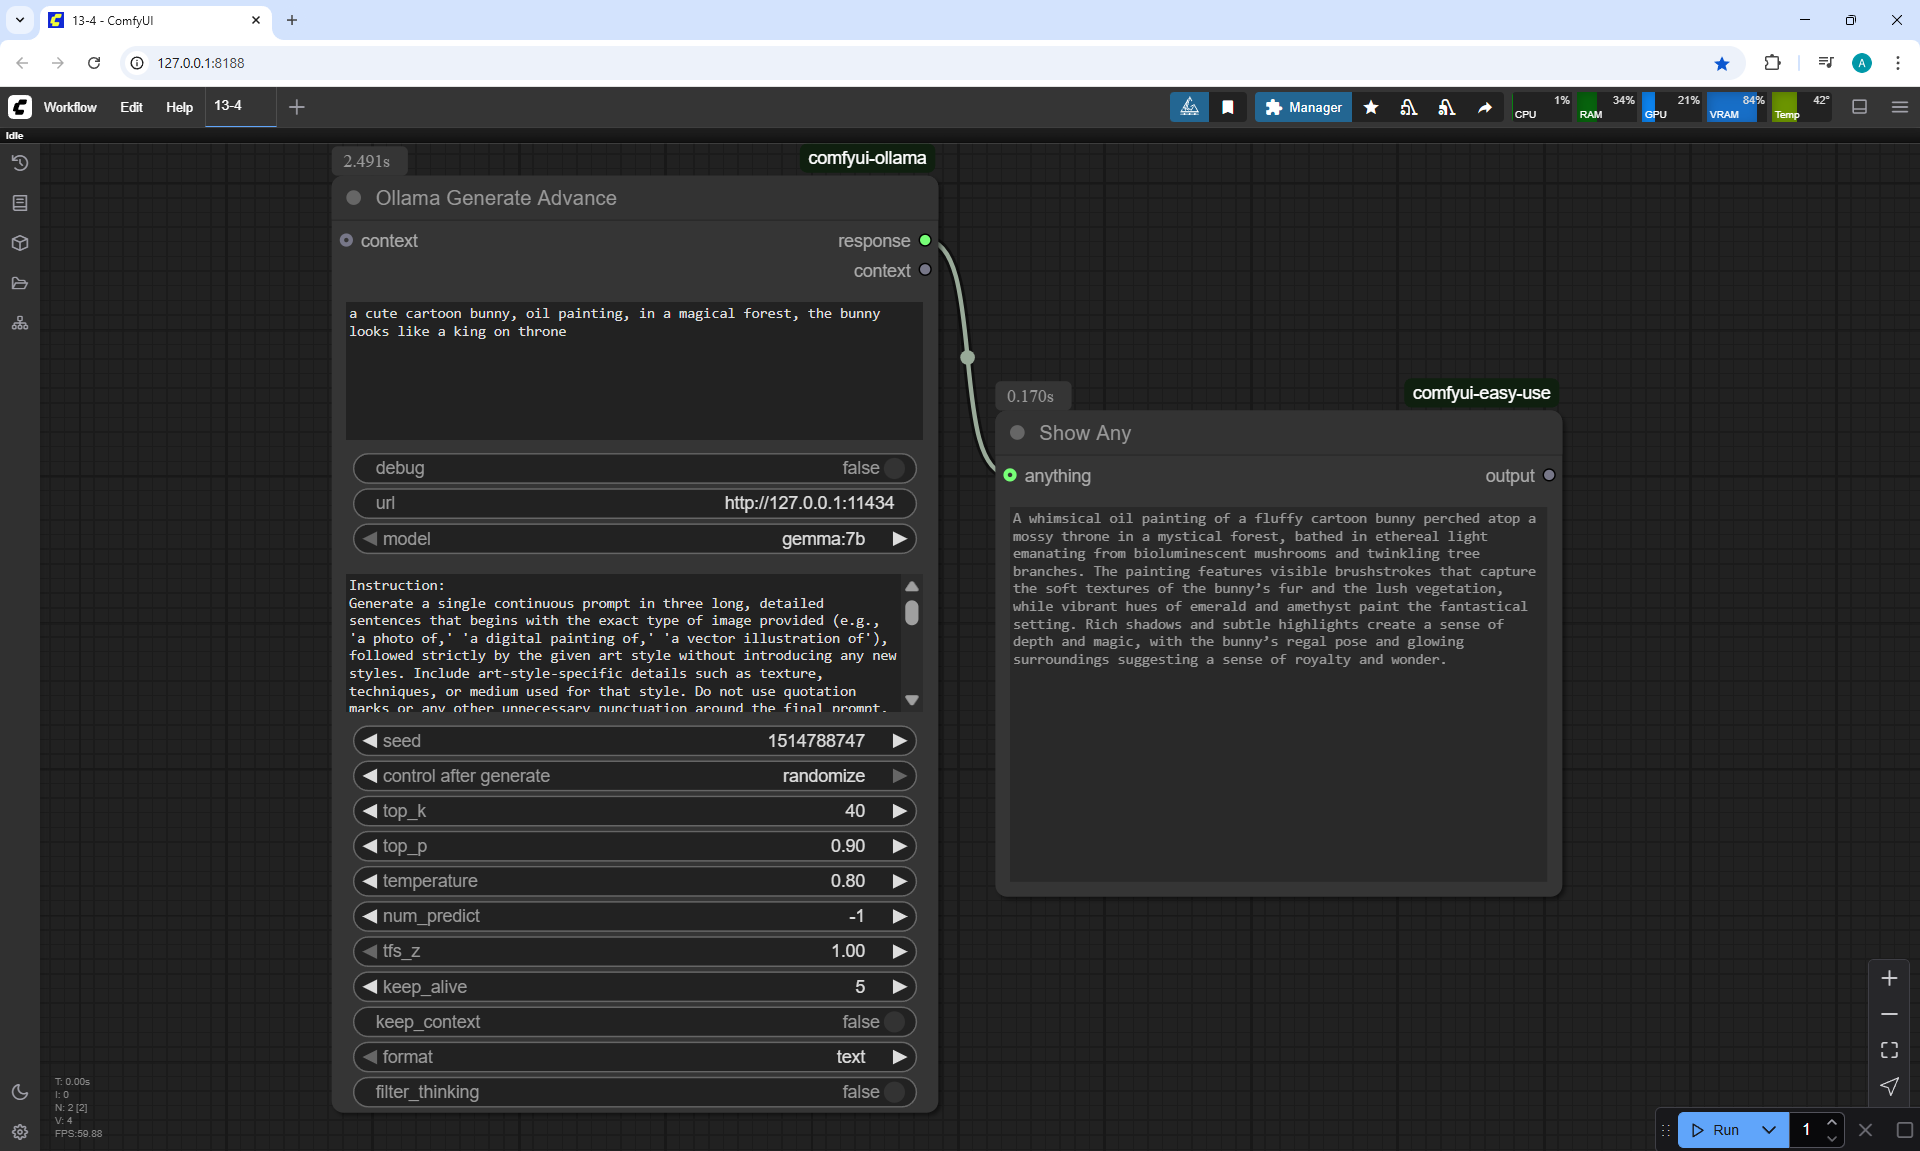 13-4 - ComfyUI
127.0.0.1:8188
A
Workflow Edit Help 13-4
Manager
CPU 1% RAM 34% GPU 21% VRAM 84% Temp 42°
Idle
2.491s comfyui-ollama
Ollama Generate Advance
context response
context
a cute cartoon bunny, oil painting, in a magical forest, the bunny
looks like a king on throne
debug false
url http://127.0.0.1:11434
model gemma:7b
Instruction:
Generate a single continuous prompt in three long, detailed
sentences that begins with the exact type of image provided (e.g.,
'a photo of,' 'a digital painting of,' 'a vector illustration of'),
followed strictly by the given art style without introducing any new
styles. Include art-style-specific details such as texture,
techniques, or medium used for that style. Do not use quotation
marks or any other unnecessary punctuation around the final prompt.
seed 1514788747
control after generate randomize
top_k 40
top_p 0.90
temperature 0.80
num_predict -1
tfs_z 1.00
keep_alive 5
keep_context false
format text
filter_thinking false
0.170s comfyui-easy-use
Show Any
anything output
A whimsical oil painting of a fluffy cartoon bunny perched atop a
mossy throne in a mystical forest, bathed in ethereal light
emanating from bioluminescent mushrooms and twinkling tree
branches. The painting features visible brushstrokes that capture
the soft textures of the bunny’s fur and the lush vegetation,
while vibrant hues of emerald and amethyst paint the fantastical
setting. Rich shadows and subtle highlights create a sense of
depth and magic, with the bunny’s regal pose and glowing
surroundings suggesting a sense of royalty and wonder.
T: 0.00s
I: 0
N: 2 [2]
V: 4
FPS:59.88
Run 1